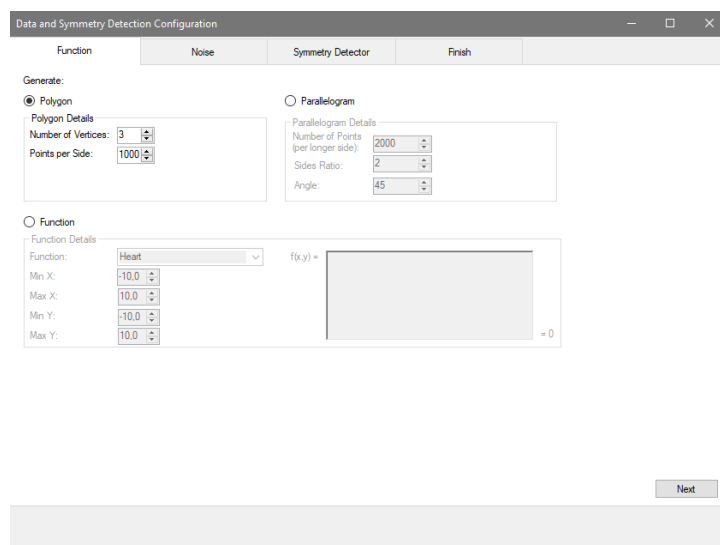 Data and Symmetry Detection Configuration
Function Noise Symmetry Detector Finish
Generate:
Polygon
Polygon Details
Number of Vertices: 3
Points per Side: 1000
Parallelogram
Parallelogram Details
Number of Points
(per longer side): 2000
Sides Ratio: 2
Angle: 45
Function
Function Details
Function: Heart
Min X: -10,0
Max X: 10,0
Min Y: -10,0
Max Y: 10,0
f(x,y) =
= 0
Next